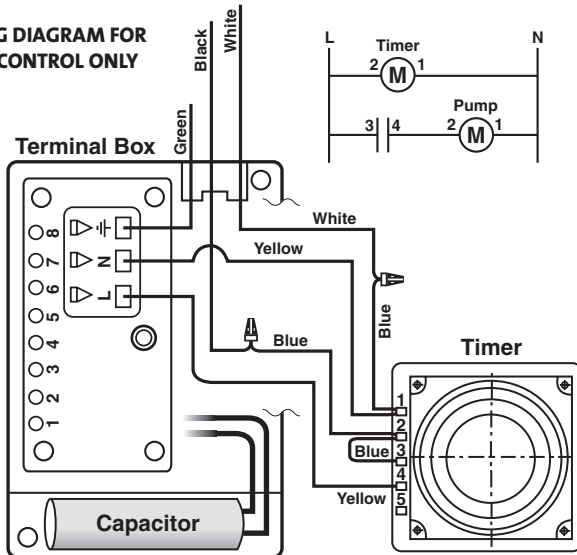 G DIAGRAM FOR
CONTROL ONLY
Black
White
Green
L
N
Timer
2 M 1
Pump
3 4 2 M 1
Terminal Box
White
Yellow
8
7
6
5
4
3
2
1
N
L
Blue
Blue
Timer
1
2
Blue 3
4
Yellow 5
Capacitor